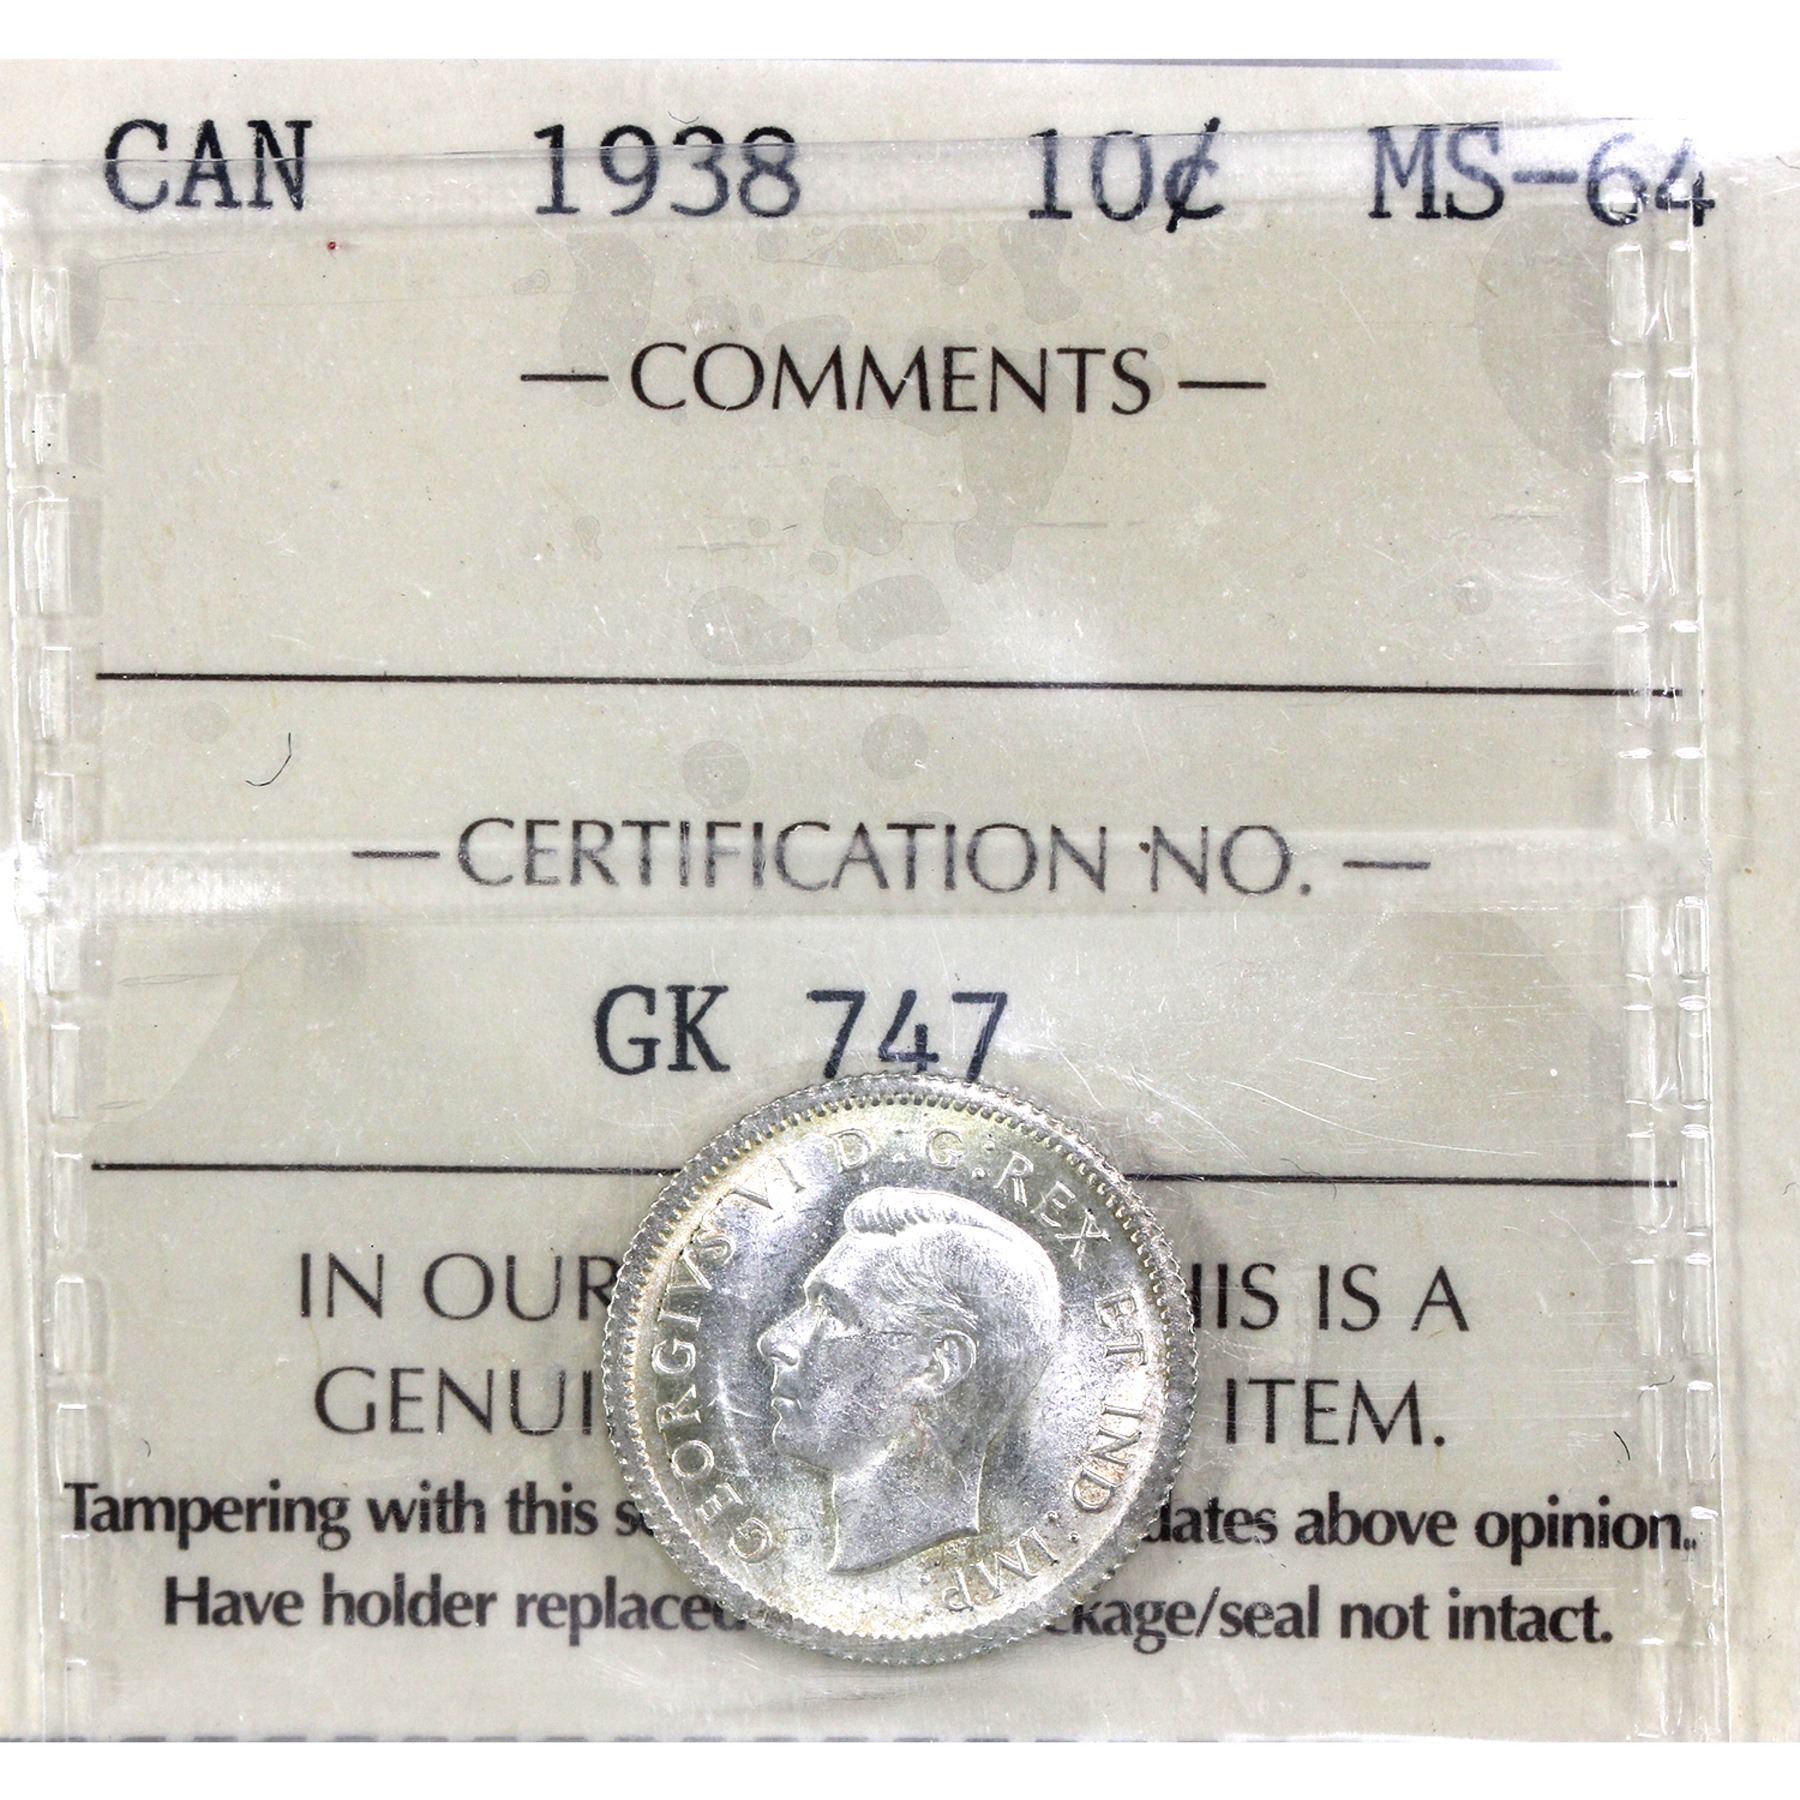 CAN 1938 10¢ MS-64
— COMMENTS —
— CERTIFICATION NO. —
GK 747
GEORGIVS VI D:G:REX ET IND:IMP:
IN OUR HIS IS A
GENUI ITEM.
Tampering with this s dates above opinion.
Have holder replaced kage/seal not intact.